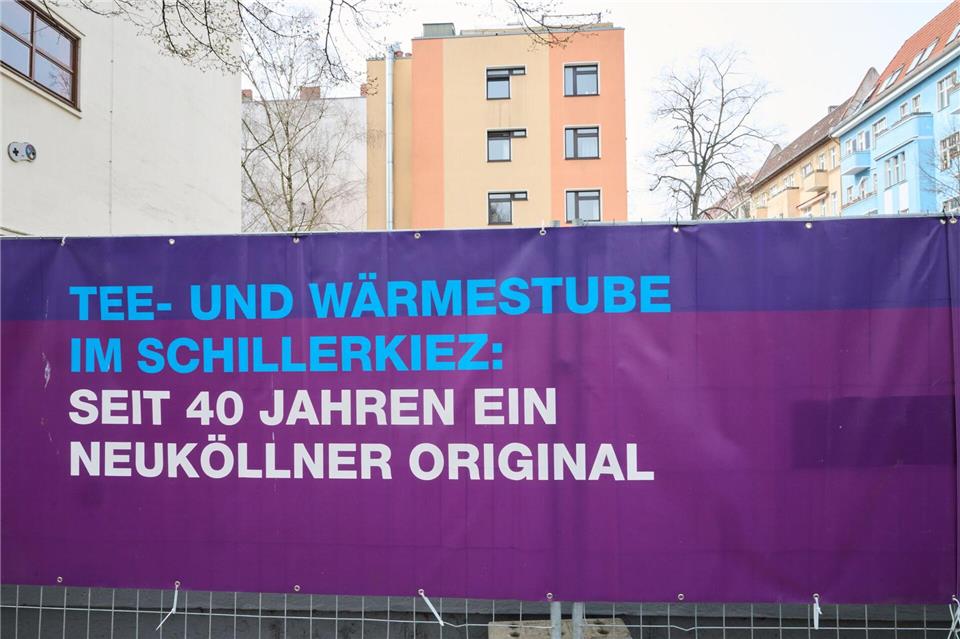 TEE- UND WÄRMESTUBE
IM SCHILLERKIEZ:
SEIT 40 JAHREN EIN
NEUKÖLLNER ORIGINAL